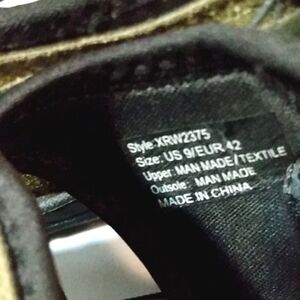 Style: XRW2375
Size: US 9/EUR 42
Upper: MAN MADE/TEXTILE
Outsole: MAN MADE
MADE IN CHINA